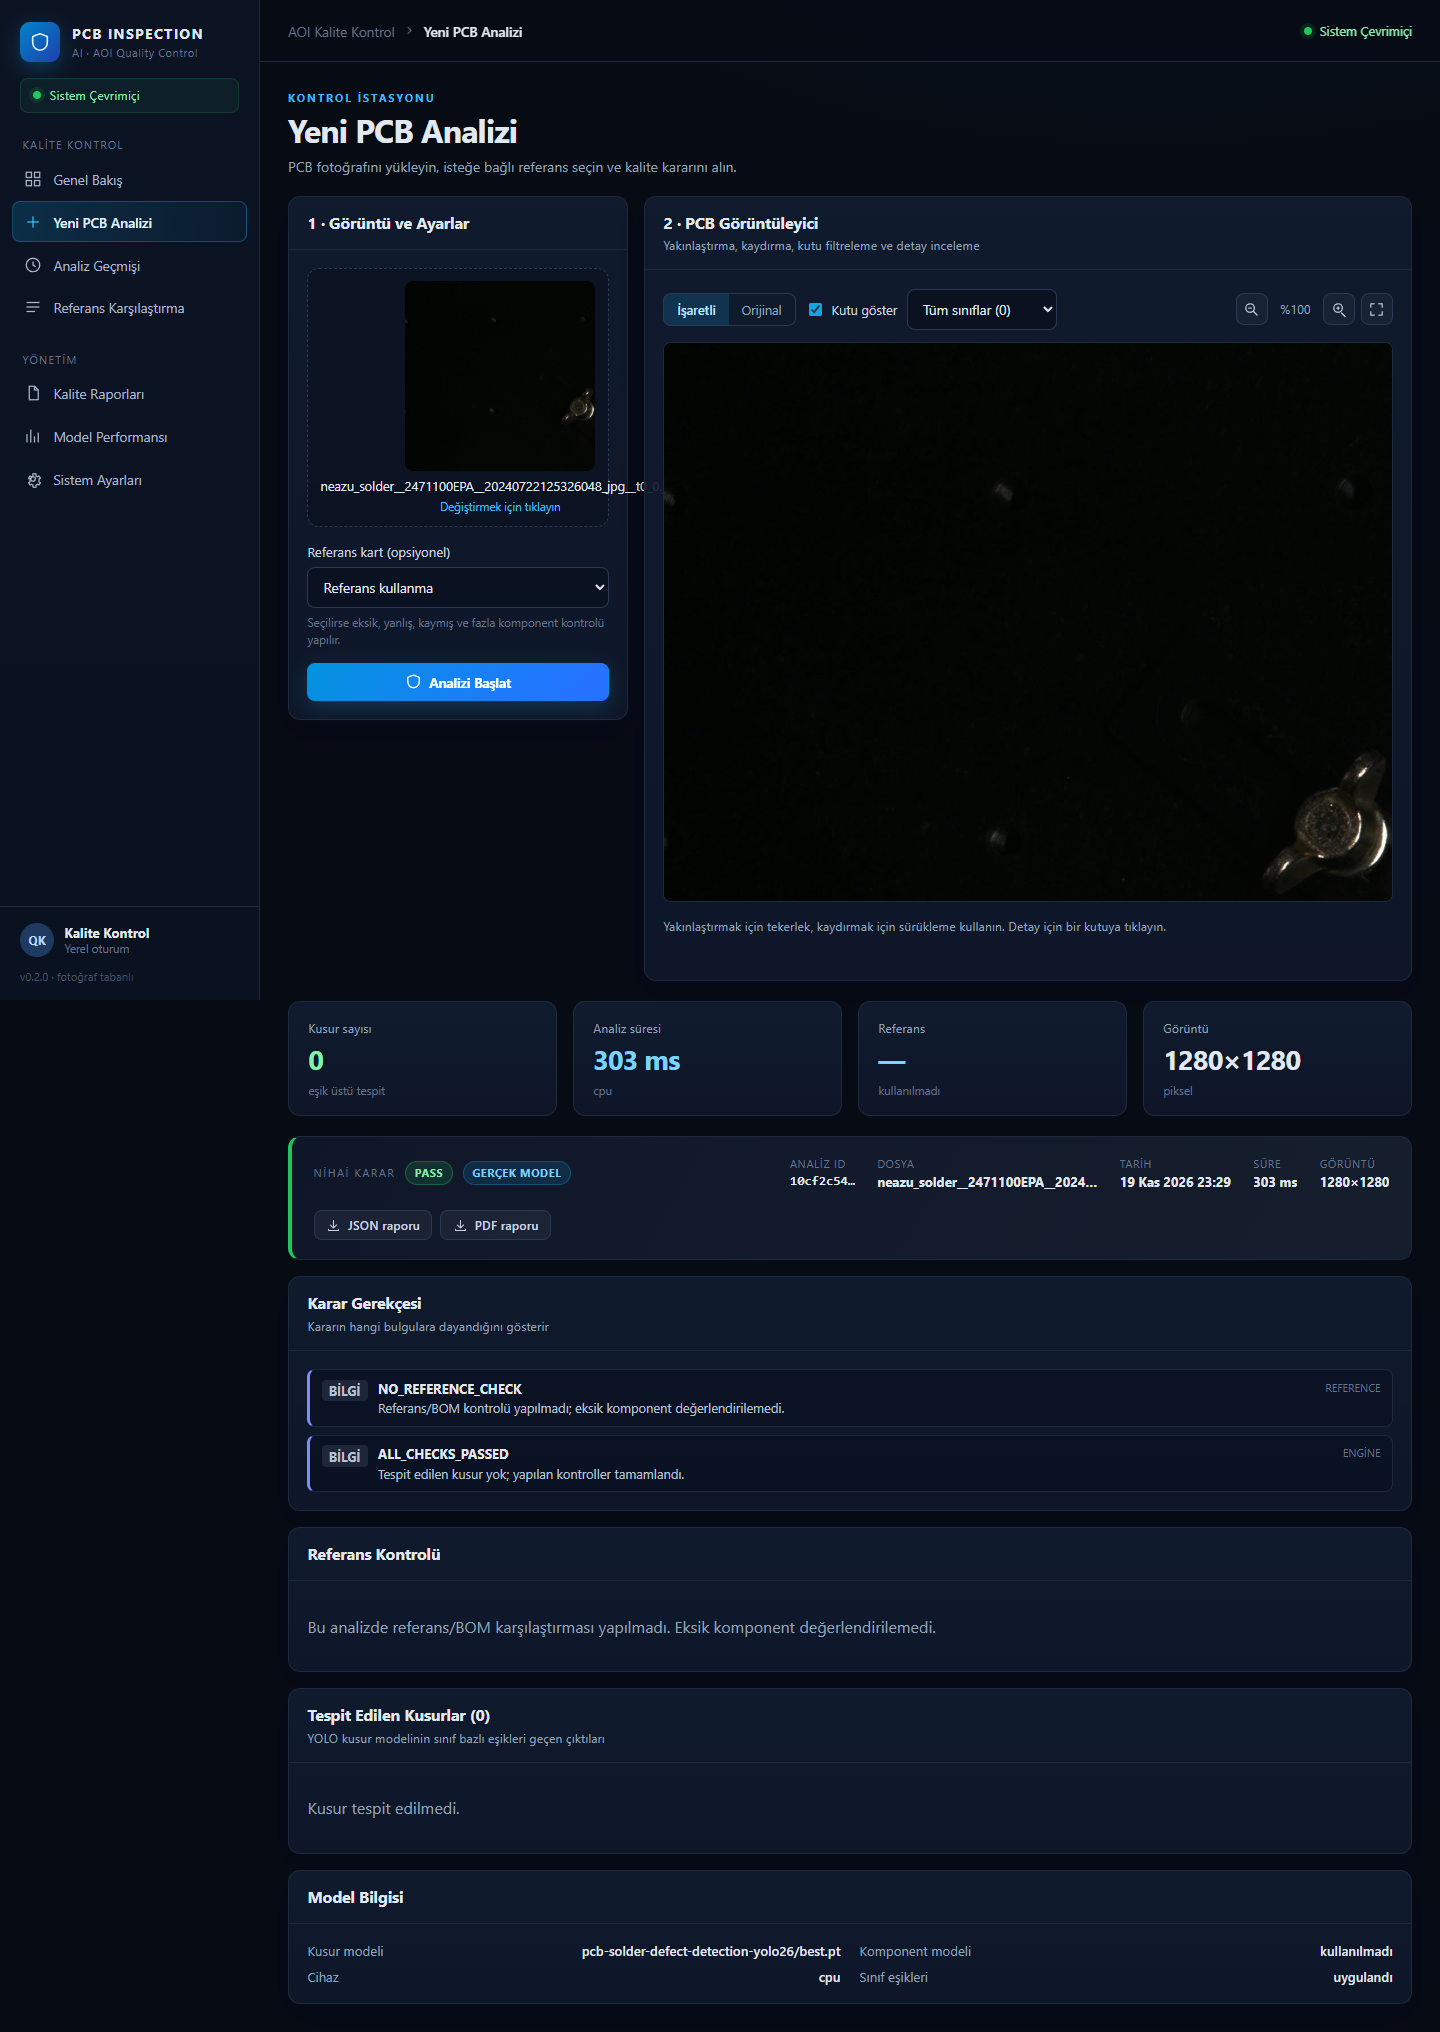 PCB INSPECTION
AI · AOI Quality Control
Sistem Çevrimiçi
KALİTE KONTROL
Genel Bakış
Yeni PCB Analizi
Analiz Geçmişi
Referans Karşılaştırma
YÖNETİM
Kalite Raporları
Model Performansı
Sistem Ayarları
QK
Kalite Kontrol
Yerel oturum
v0.2.0 · fotoğraf tabanlı
AOI Kalite Kontrol > Yeni PCB Analizi
Sistem Çevrimiçi
KONTROL İSTASYONU
Yeni PCB Analizi
PCB fotoğrafını yükleyin, isteğe bağlı referans seçin ve kalite kararını alın.
1 · Görüntü ve Ayarlar
neazu_solder__2471100EPA__20240722125326048_jpg__t0_0.
Değiştirmek için tıklayın
Referans kart (opsiyonel)
Referans kullanma
Seçilirse eksik, yanlış, kaymış ve fazla komponent kontrolü
yapılır.
Analizi Başlat
2 · PCB Görüntüleyici
Yakınlaştırma, kaydırma, kutu filtreleme ve detay inceleme
İşaretli Orijinal Kutu göster Tüm sınıflar (0) %100
Yakınlaştırmak için tekerlek, kaydırmak için sürükleme kullanın. Detay için bir kutuya tıklayın.
Kusur sayısı
0
eşik üstü tespit
Analiz süresi
303 ms
cpu
Referans
—
kullanılmadı
Görüntü
1280×1280
piksel
NİHAİ KARAR PASS GERÇEK MODEL
ANALİZ ID
10cf2c54…
DOSYA
neazu_solder__2471100EPA__2024…
TARİH
19 Kas 2026 23:29
SÜRE
303 ms
GÖRÜNTÜ
1280×1280
JSON raporu PDF raporu
Karar Gerekçesi
Kararın hangi bulgulara dayandığını gösterir
BİLGİ NO_REFERENCE_CHECK REFERENCE
Referans/BOM kontrolü yapılmadı; eksik komponent değerlendirilemedi.
BİLGİ ALL_CHECKS_PASSED ENGİNE
Tespit edilen kusur yok; yapılan kontroller tamamlandı.
Referans Kontrolü
Bu analizde referans/BOM karşılaştırması yapılmadı. Eksik komponent değerlendirilemedi.
Tespit Edilen Kusurlar (0)
YOLO kusur modelinin sınıf bazlı eşikleri geçen çıktıları
Kusur tespit edilmedi.
Model Bilgisi
Kusur modeli pcb-solder-defect-detection-yolo26/best.pt Komponent modeli kullanılmadı
Cihaz cpu Sınıf eşikleri uygulandı